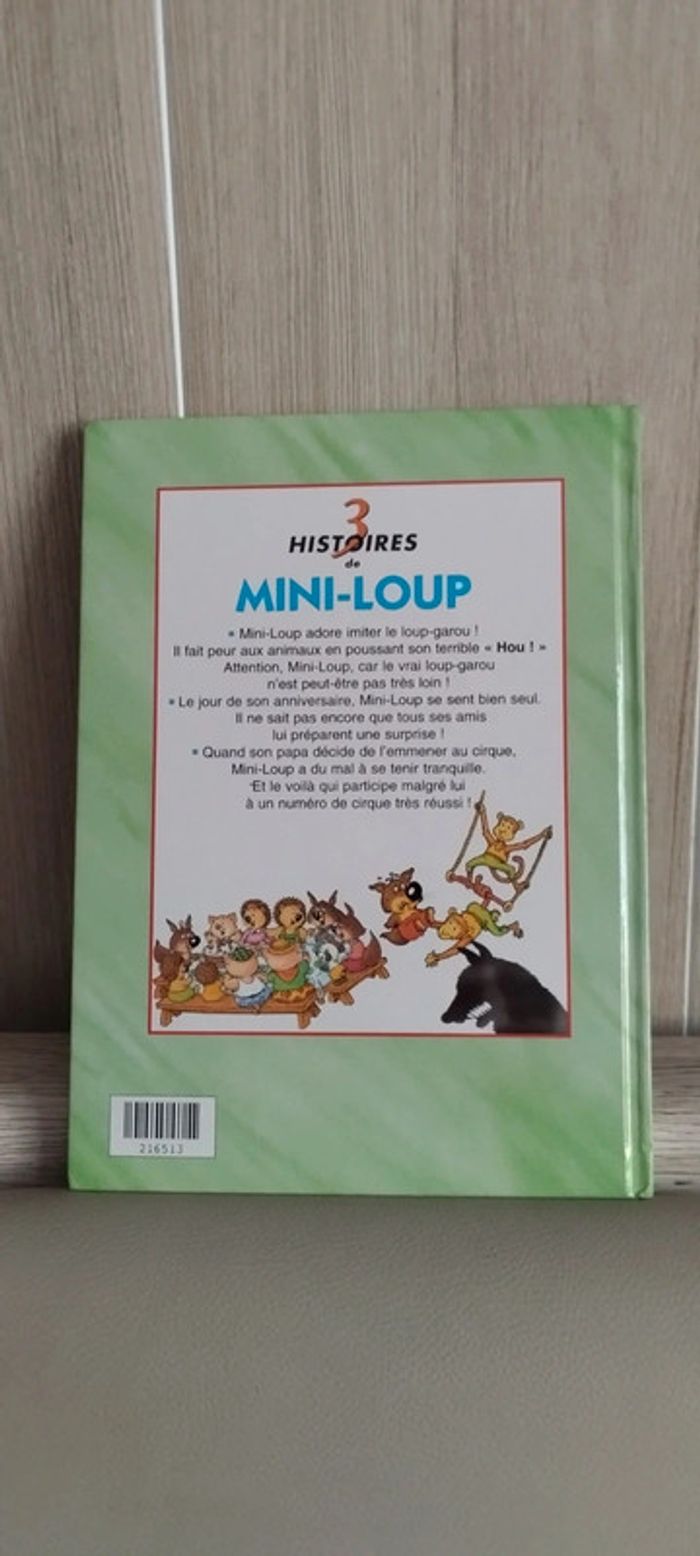 3
HISTOIRES
de
MINI-LOUP
• Mini-Loup adore imiter le loup-garou !
Il fait peur aux animaux en poussant son terrible « Hou ! »
Attention, Mini-Loup, car le vrai loup-garou
n'est peut-être pas très loin !
• Le jour de son anniversaire, Mini-Loup se sent bien seul.
Il ne sait pas encore que tous ses amis
lui préparent une surprise !
• Quand son papa décide de l'emmener au cirque,
Mini-Loup a du mal à se tenir tranquille.
Et le voilà qui participe malgré lui
à un numéro de cirque très réussi !
216513